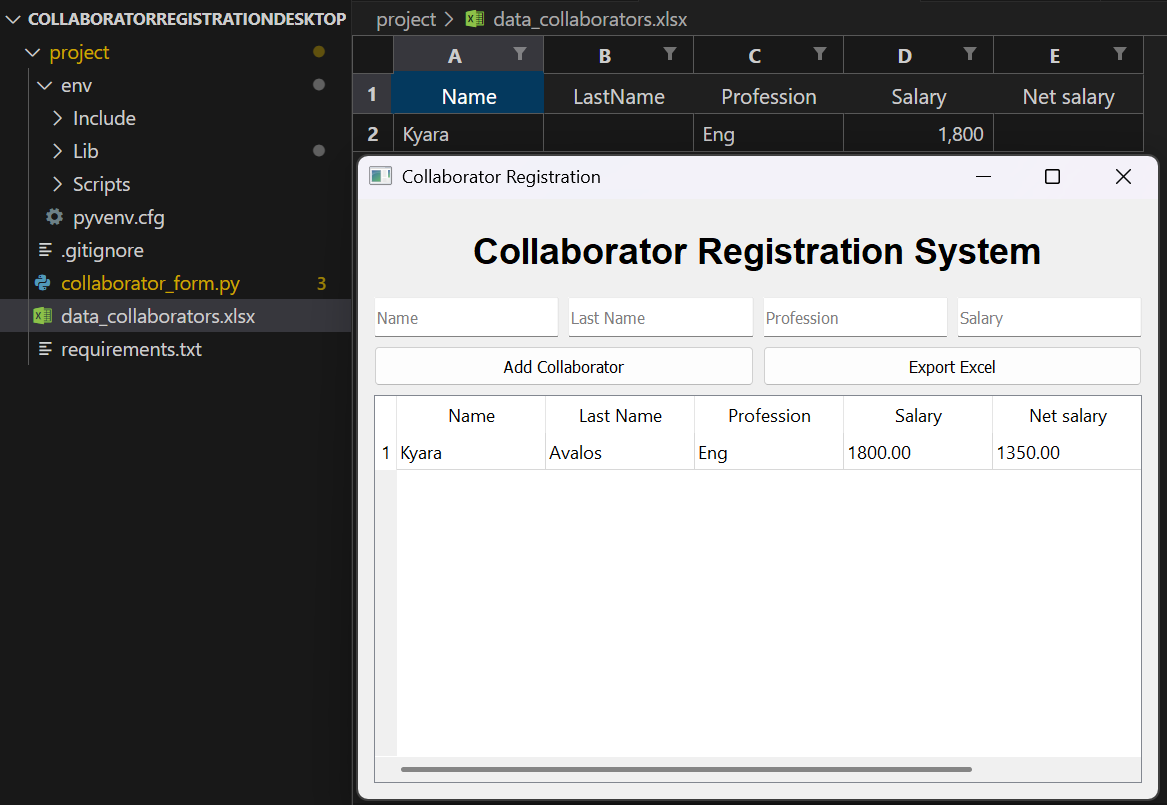 COLLABORATORREGISTRATIONDESKTOP
project
env
Include
Lib
Scripts
pyvenv.cfg
.gitignore
collaborator_form.py 3
data_collaborators.xlsx
requirements.txt
project > data_collaborators.xlsx
A B C D E
1 Name LastName Profession Salary Net salary
2 Kyara Eng 1,800
Collaborator Registration
Collaborator Registration System
Name Last Name Profession Salary
Add Collaborator Export Excel
Name Last Name Profession Salary Net salary
1 Kyara Avalos Eng 1800.00 1350.00